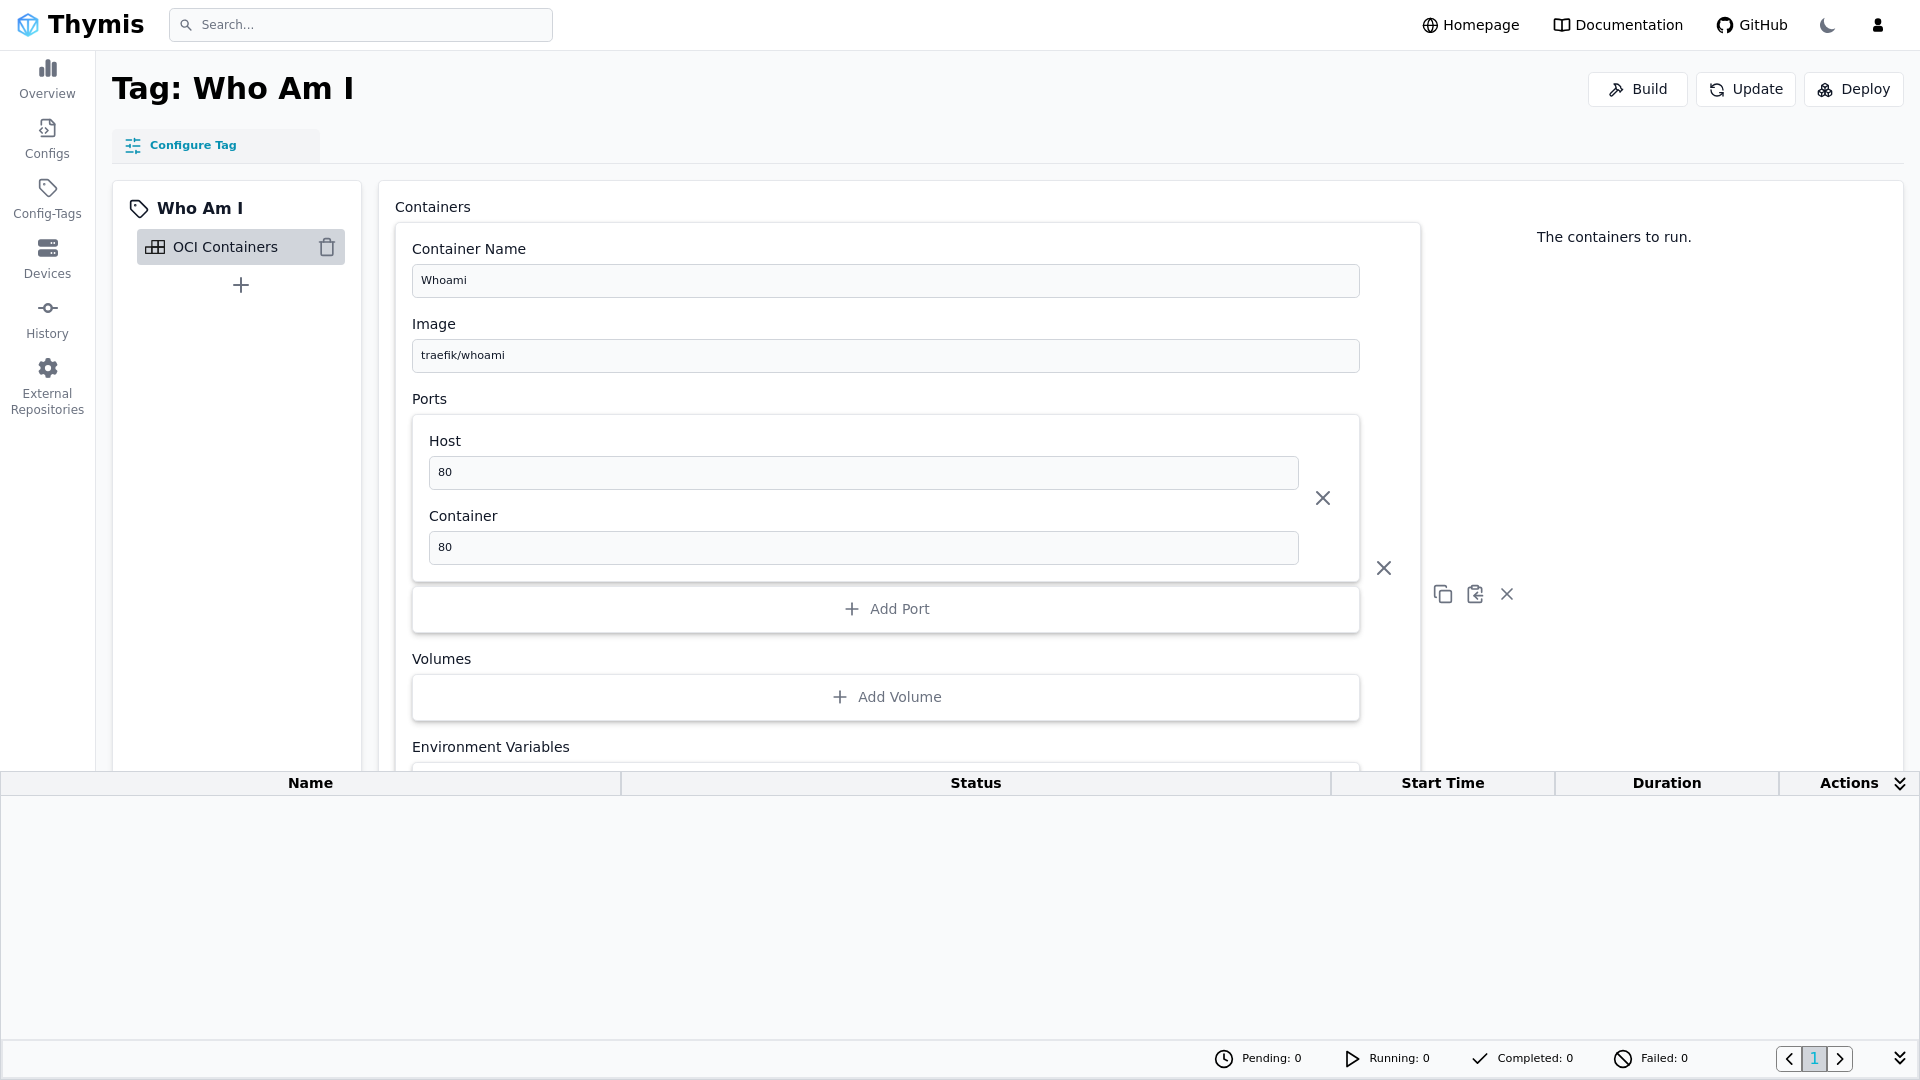 Thymis
Search...
Homepage
Documentation
GitHub
Overview
Configs
Config-Tags
Devices
History
External
Repositories
Tag: Who Am I
Build
Update
Deploy
Configure Tag
Who Am I
OCI Containers
Containers
Container Name
Whoami
Image
traefik/whoami
Ports
Host
80
Container
80
Add Port
Volumes
Add Volume
Environment Variables
The containers to run.
Name
Status
Start Time
Duration
Actions
Pending: 0
Running: 0
Completed: 0
Failed: 0
1